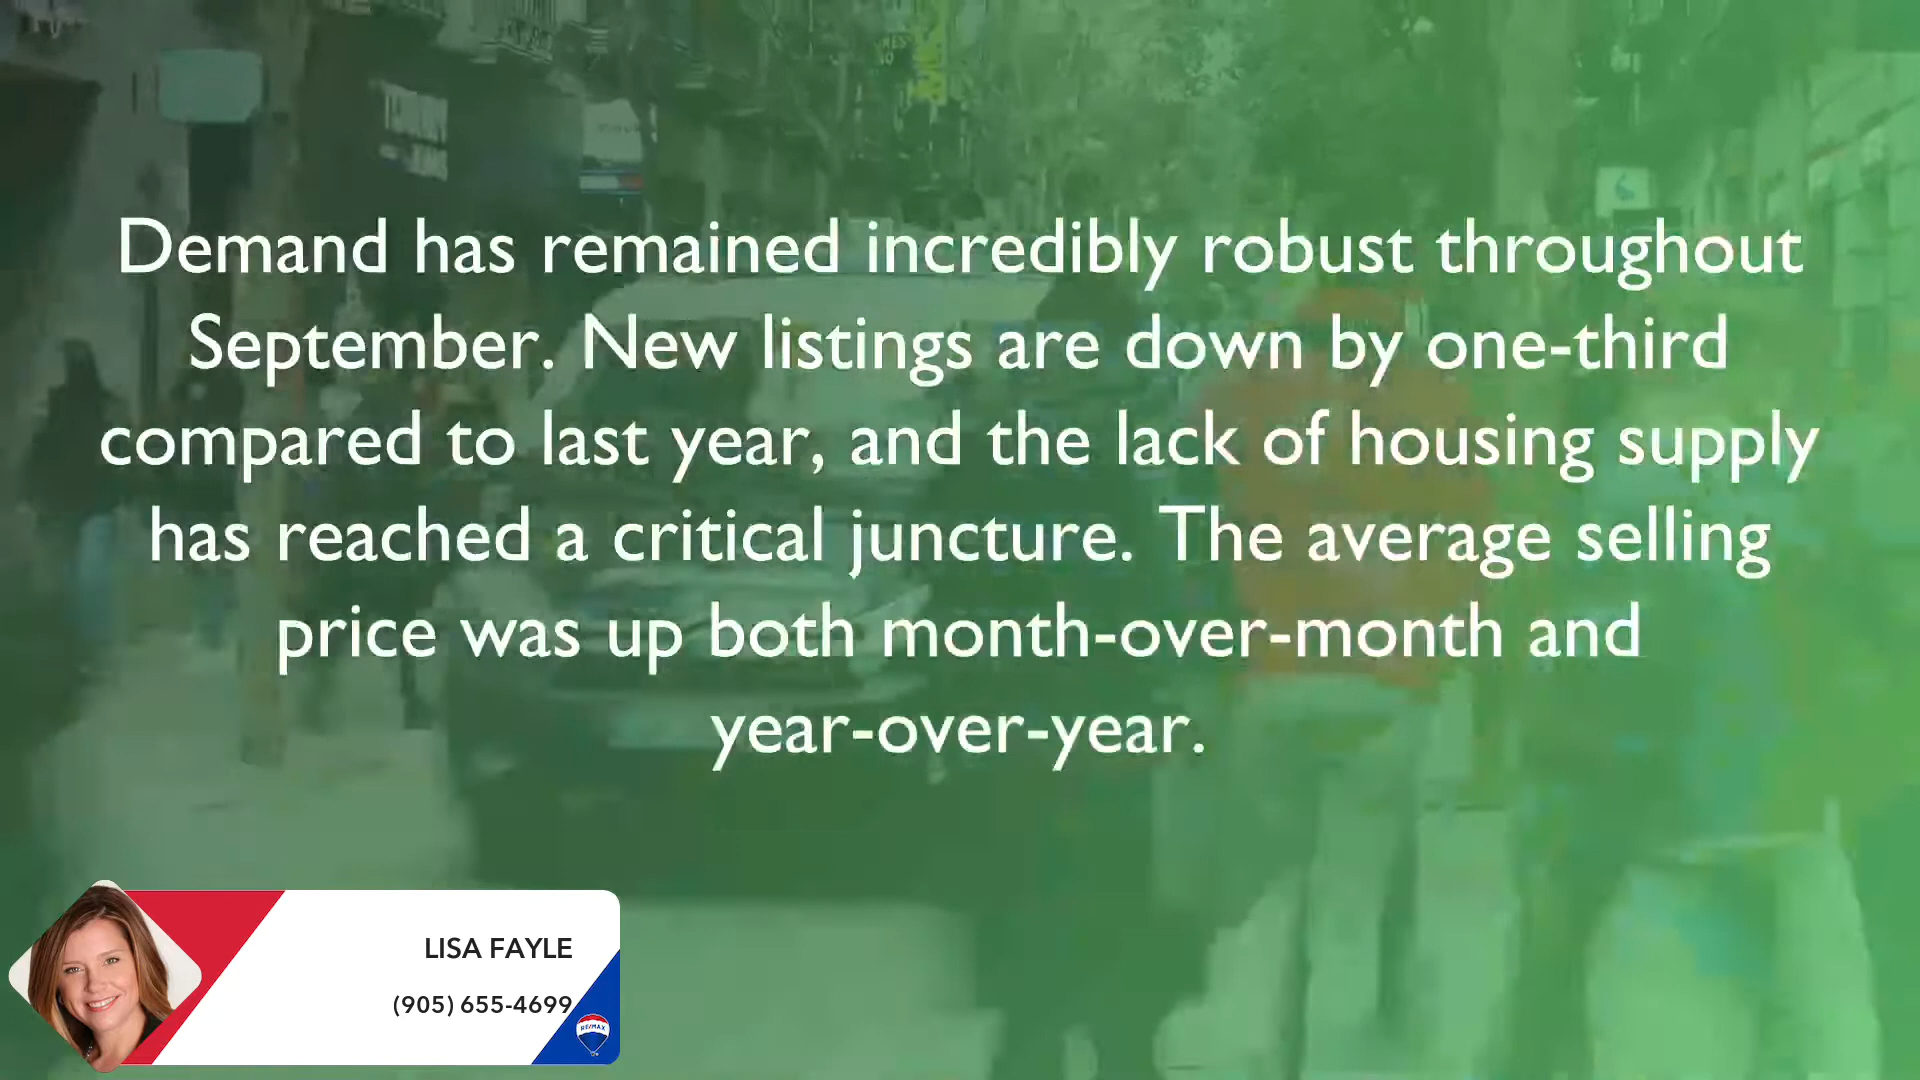 Demand has remained incredibly robust throughout
September. New listings are down by one-third
compared to last year, and the lack of housing supply
has reached a critical juncture. The average selling
price was up both month-over-month and
year-over-year.
LISA FAYLE
(905) 655-4699
RE/MAX